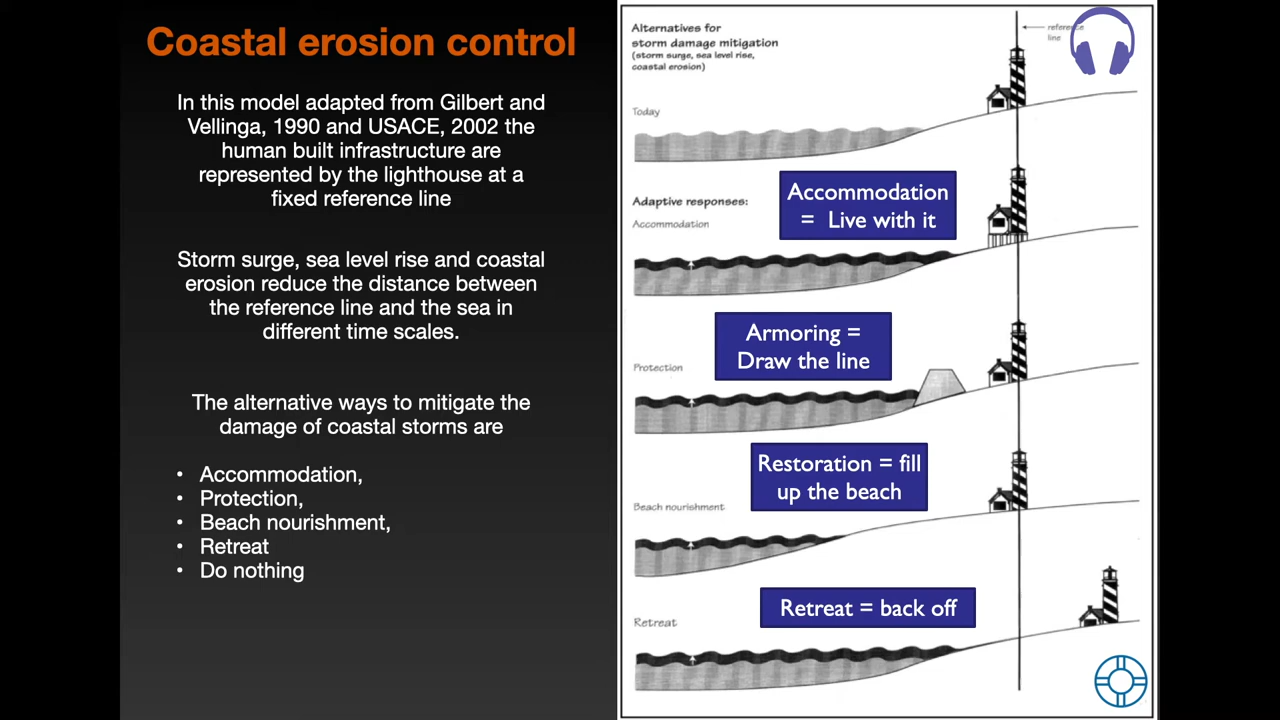 Coastal erosion control
In this model adapted from Gilbert and
Vellinga, 1990 and USACE, 2002 the
human built infrastructure are
represented by the lighthouse at a
fixed reference line
Storm surge, sea level rise and coastal
erosion reduce the distance between
the reference line and the sea in
different time scales.
The alternative ways to mitigate the
damage of coastal storms are
• Accommodation,
• Protection,
• Beach nourishment,
• Retreat
• Do nothing
Alternatives for
storm damage mitigation
(storm surge, sea level rise,
coastal erosion)
reference
line
Today
Adaptive responses:
Accommodation
Accommodation
= Live with it
Protection
Armoring =
Draw the line
Beach nourishment
Restoration = fill
up the beach
Retreat
Retreat = back off